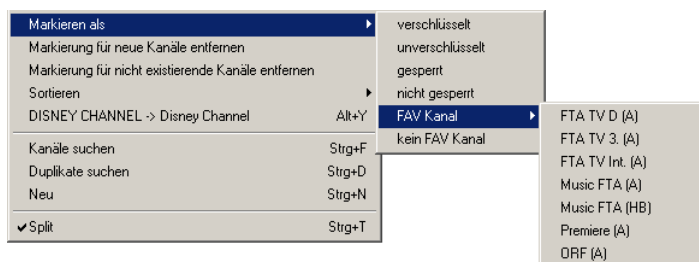 Markieren als
Markierung für neue Kanäle entfernen
Markierung für nicht existierende Kanäle entfernen
Sortieren
DISNEY CHANNEL -> Disney Channel Alt+Y
Kanäle suchen Strg+F
Duplikate suchen Strg+D
Neu Strg+N
Split Strg+T
verschlüsselt
unverschlüsselt
gesperrt
nicht gesperrt
FAV Kanal
kein FAV Kanal
FTA TV D (A)
FTA TV 3. (A)
FTA TV Int. (A)
Music FTA (A)
Music FTA (HB)
Premiere (A)
ORF (A)